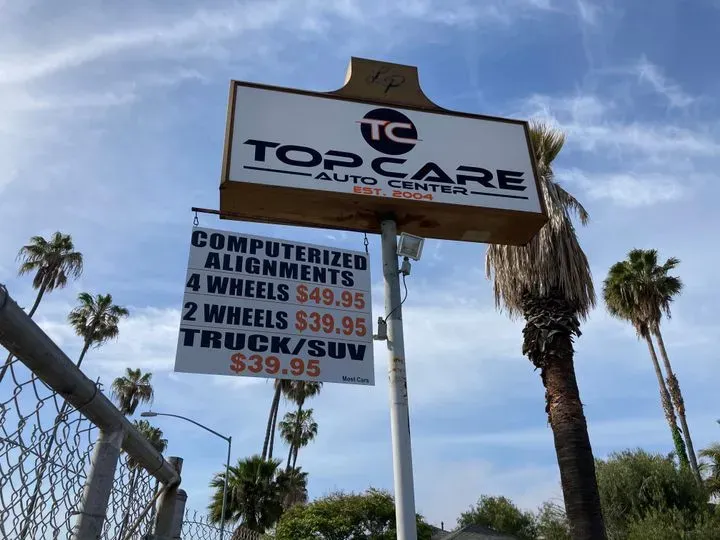 LP
TC
TOP CARE
AUTO CENTER
EST. 2004
COMPUTERIZED
ALIGNMENTS
4 WHEELS $49.95
2 WHEELS $39.95
TRUCK/SUV
$39.95
Most Cars